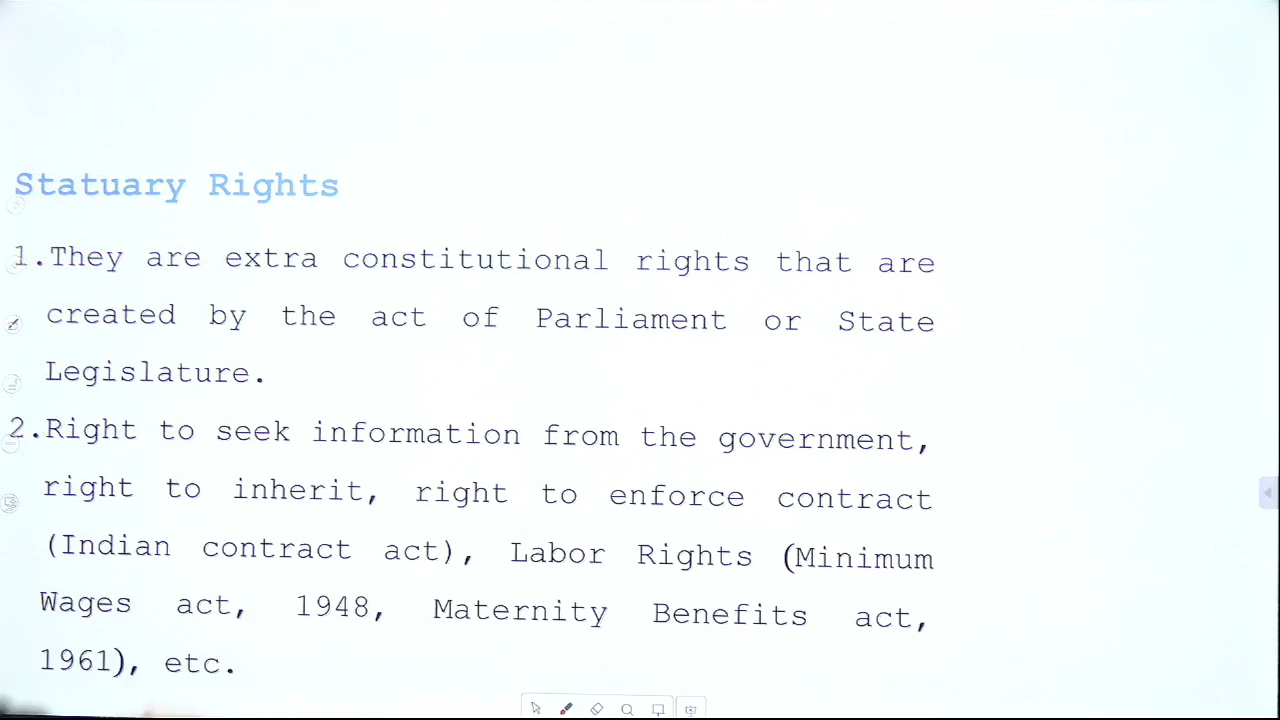 Statuary Rights
1.They are extra constitutional rights that are
created by the act of Parliament or State
Legislature.
2.Right to seek information from the government,
right to inherit, right to enforce contract
(Indian contract act), Labor Rights (Minimum
Wages act, 1948, Maternity Benefits act,
1961), etc.